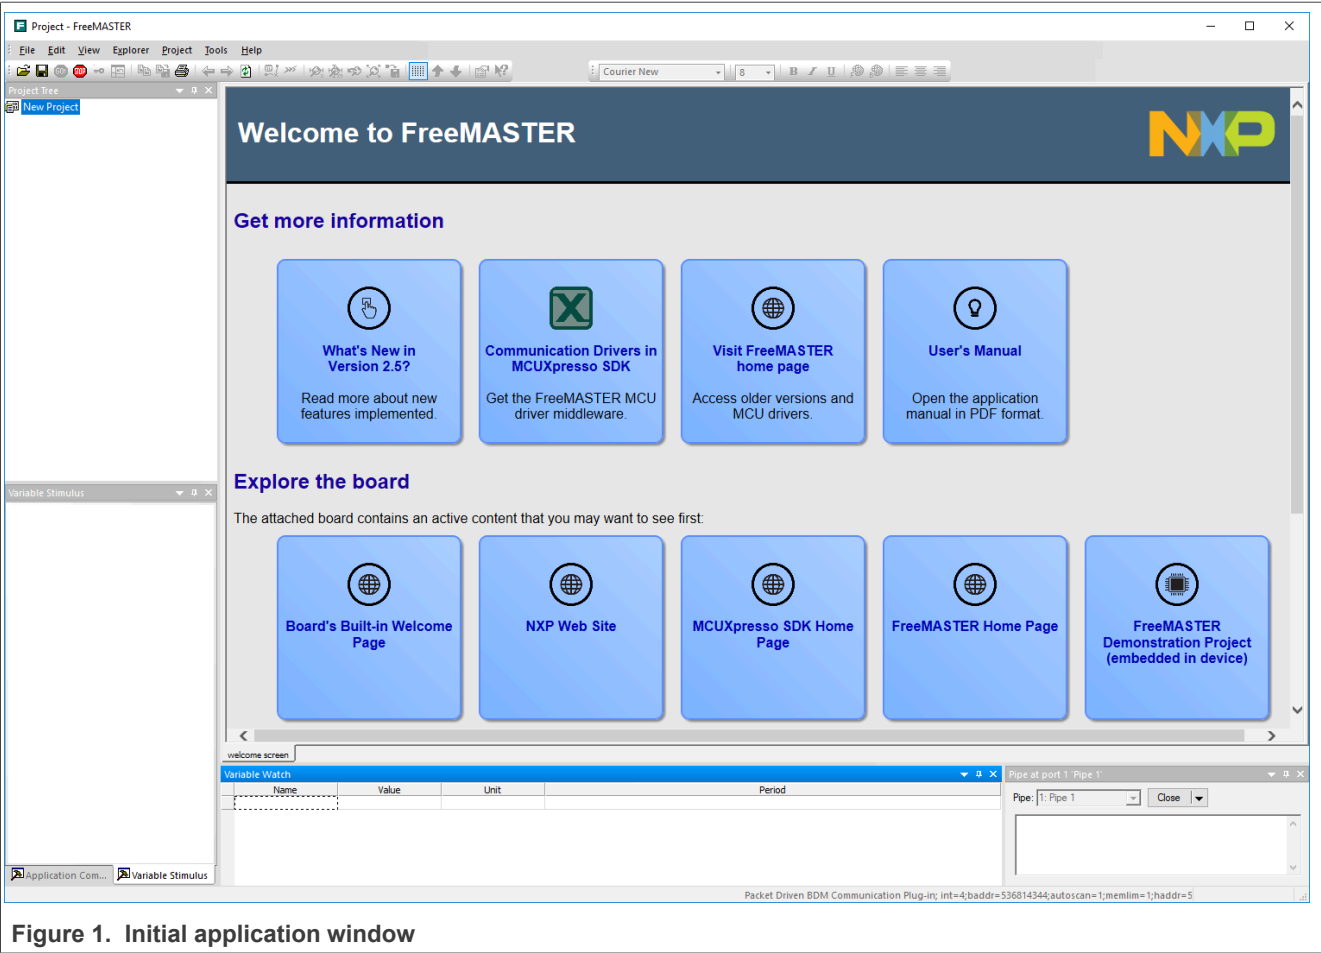 Project - FreeMASTER
File Edit View Explorer Project Tools Help
Courier New 8 B I U
Project Tree
New Project
Welcome to FreeMASTER
NXP
Get more information
What's New in
Version 2.5?
Read more about new
features implemented.
Communication Drivers in
MCUXpresso SDK
Get the FreeMASTER MCU
driver middleware.
Visit FreeMASTER
home page
Access older versions and
MCU drivers.
User's Manual
Open the application
manual in PDF format.
Variable Stimulus
Explore the board
The attached board contains an active content that you may want to see first:
Board's Built-in Welcome
Page
NXP Web Site
MCUXpresso SDK Home
Page
FreeMASTER Home Page
FreeMASTER
Demonstration Project
(embedded in device)
welcome screen
Variable Watch
Name Value Unit Period
Pipe at port 1 'Pipe 1'
Pipe: 1: Pipe 1 Close
Application Com... Variable Stimulus
Packet Driven BDM Communication Plug-in; int=4;baddr=536814344;autoscan=1;memlim=1;haddr=5
Figure 1. Initial application window